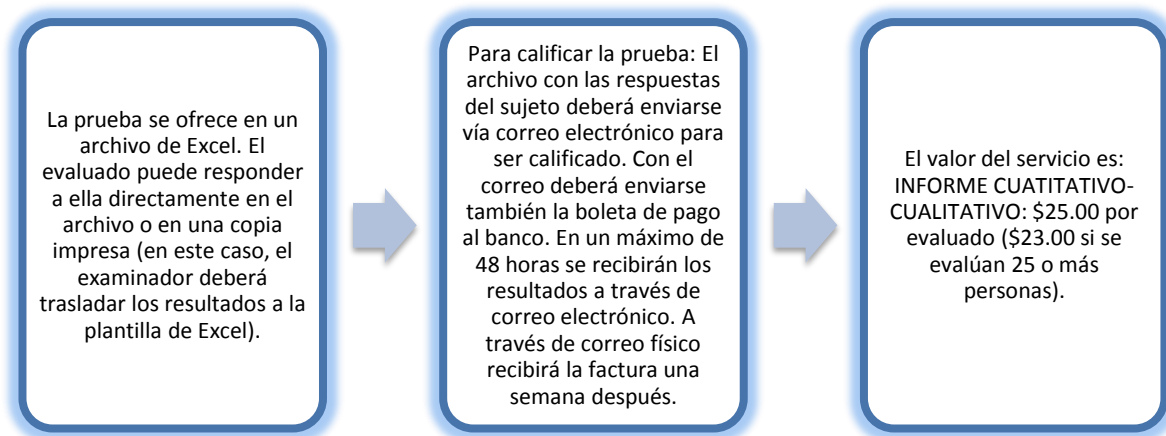 La prueba se ofrece en un
archivo de Excel. El
evaluado puede responder
a ella directamente en el
archivo o en una copia
impresa (en este caso, el
examinador deberá
trasladar los resultados a la
plantilla de Excel).
Para calificar la prueba: El
archivo con las respuestas
del sujeto deberá enviarse
vía correo electrónico para
ser calificado. Con el
correo deberá enviarse
también la boleta de pago
al banco. En un máximo de
48 horas se recibirán los
resultados a través de
correo electrónico. A
través de correo físico
recibirá la factura una
semana después.
El valor del servicio es:
INFORME CUATITATIVO-
CUALITATIVO: $25.00 por
evaluado ($23.00 si se
evalúan 25 o más
personas).